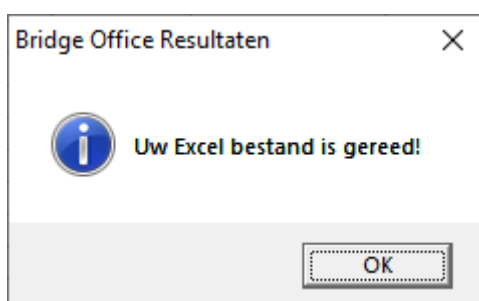 Bridge Office Resultaten
Uw Excel bestand is gereed!
OK